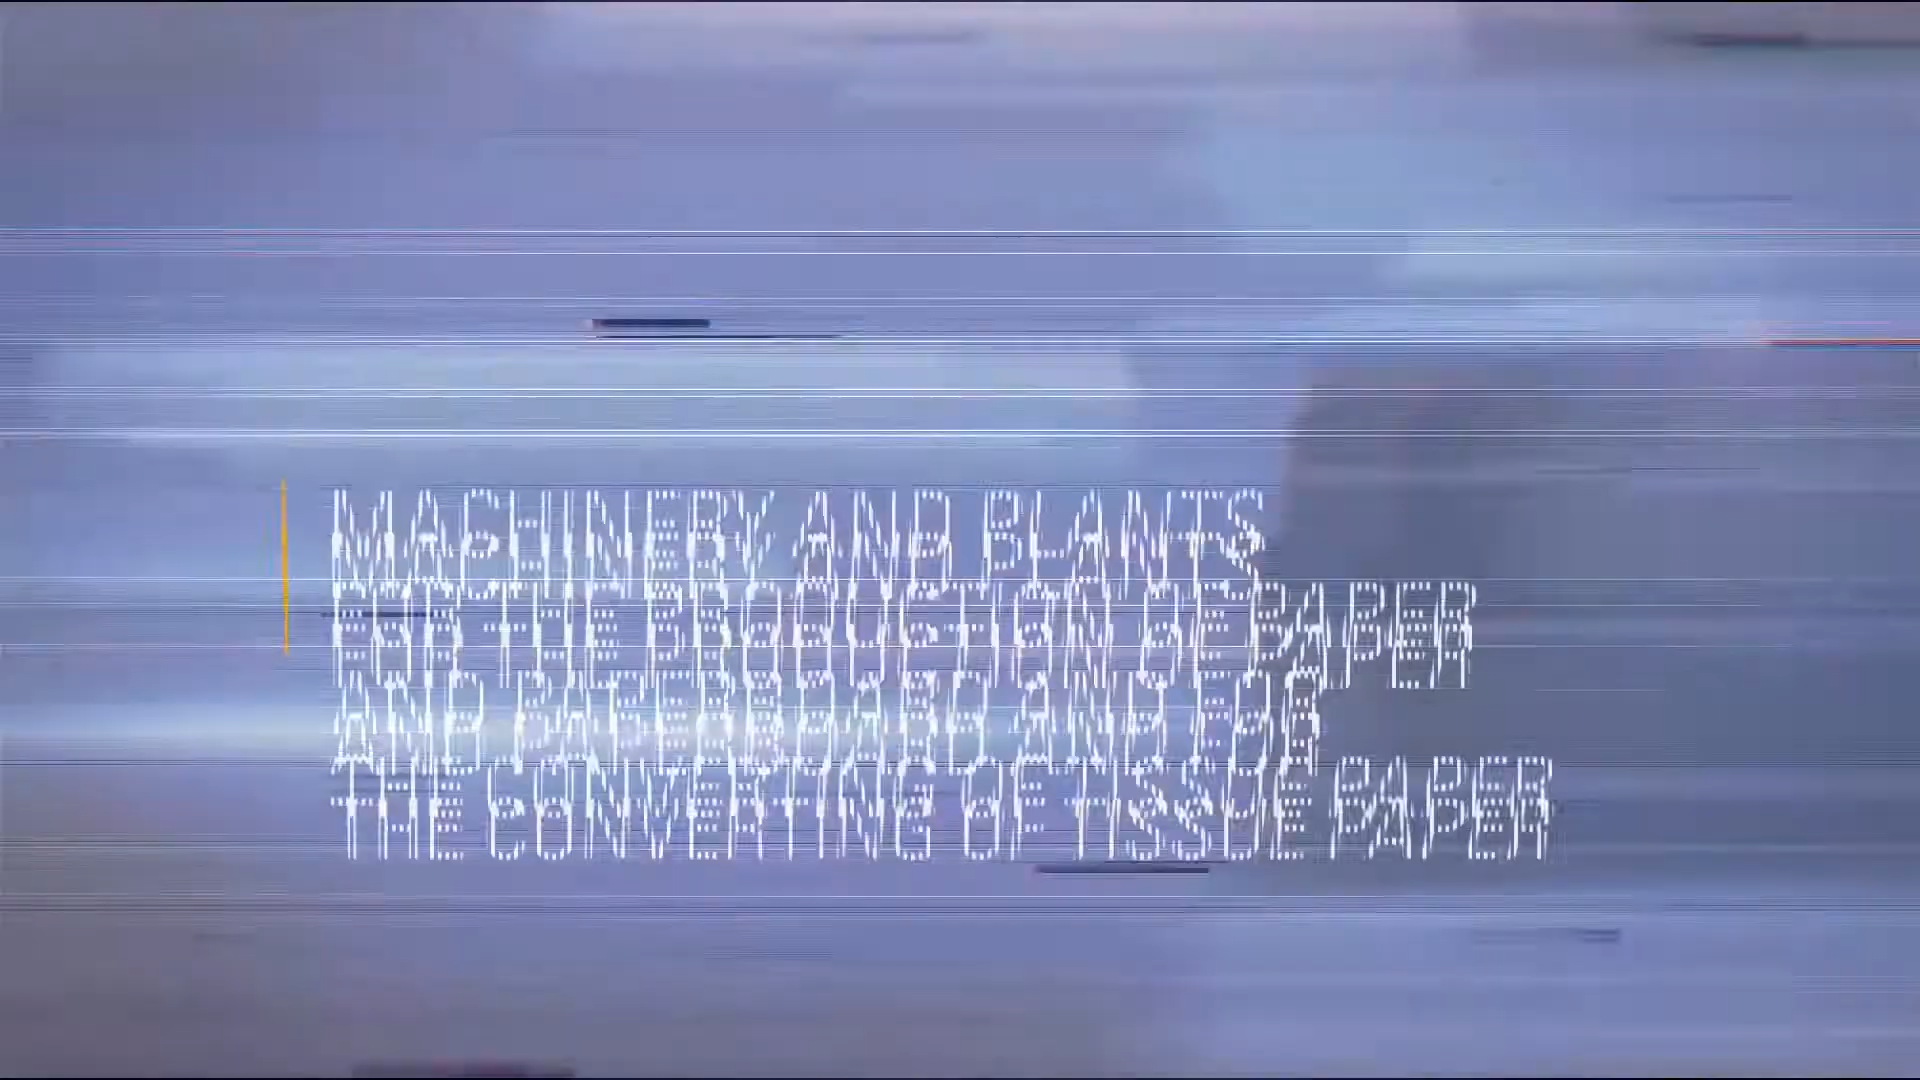 MACHINERY AND PLANTS
FOR THE PRODUCTION OF PAPER
AND PAPERBOARD AND FOR
THE CONVERTING OF TISSUE PAPER